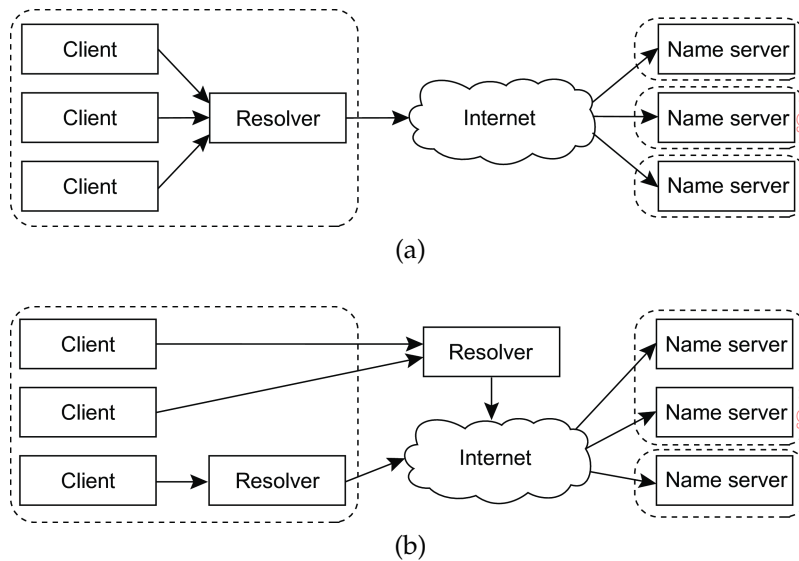 Client
Name server
Client
Resolver
Internet
Name server
Client
Name server
(a)
Client
Resolver
Name server
Client
Name server
Client
Resolver
Internet
Name server
(b)